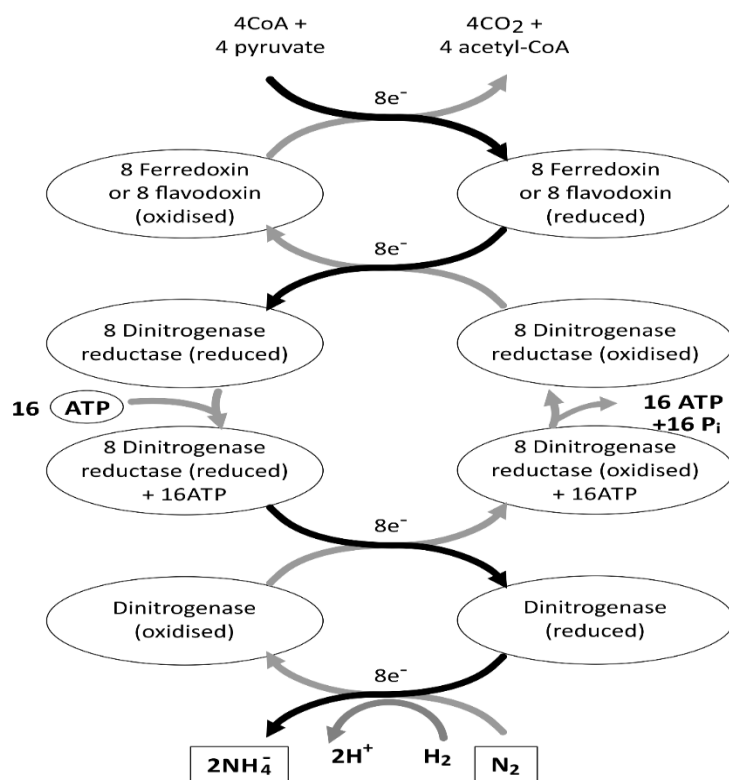 4CoA +
4 pyruvate
4CO₂ +
4 acetyl-CoA
8e⁻
8 Ferredoxin
or 8 flavodoxin
(oxidised)
8 Ferredoxin
or 8 flavodoxin
(reduced)
8e⁻
8 Dinitrogenase
reductase (reduced)
8 Dinitrogenase
reductase (oxidised)
16 ATP
16 ATP
+16 Pᵢ
8 Dinitrogenase
reductase (reduced)
+ 16ATP
8 Dinitrogenase
reductase (oxidised)
+ 16ATP
8e⁻
Dinitrogenase
(oxidised)
Dinitrogenase
(reduced)
8e⁻
2NH₄⁻
2H⁺
H₂
N₂